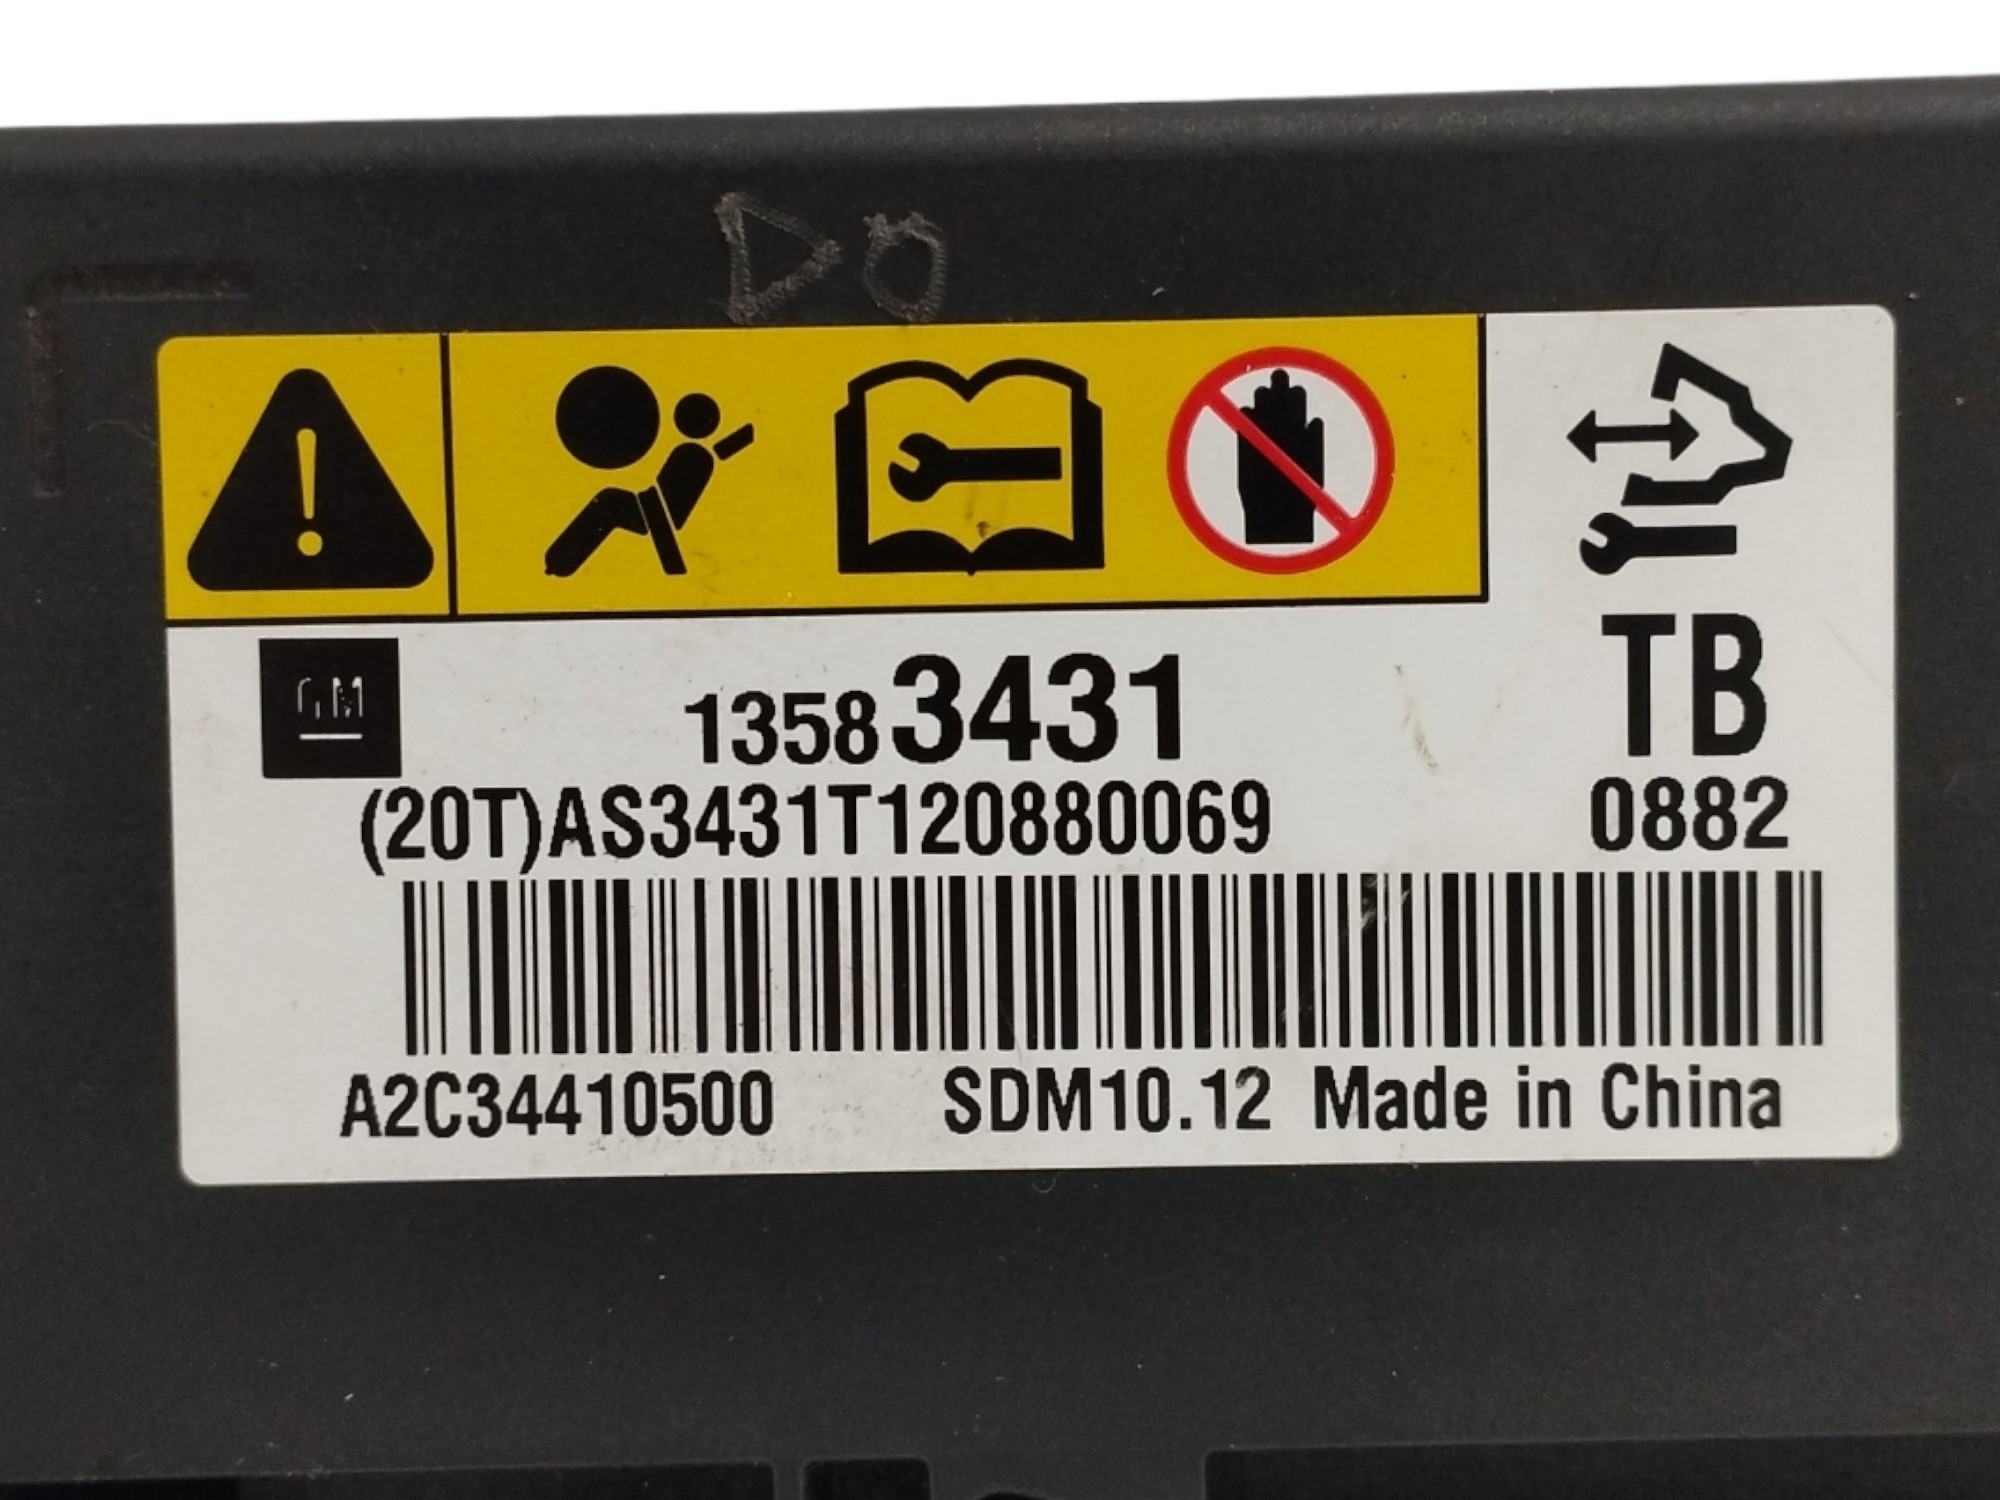 DO
GM
13583431
TB
(20T)AS3431T120880069
0882
A2C34410500 SDM10.12 Made in China